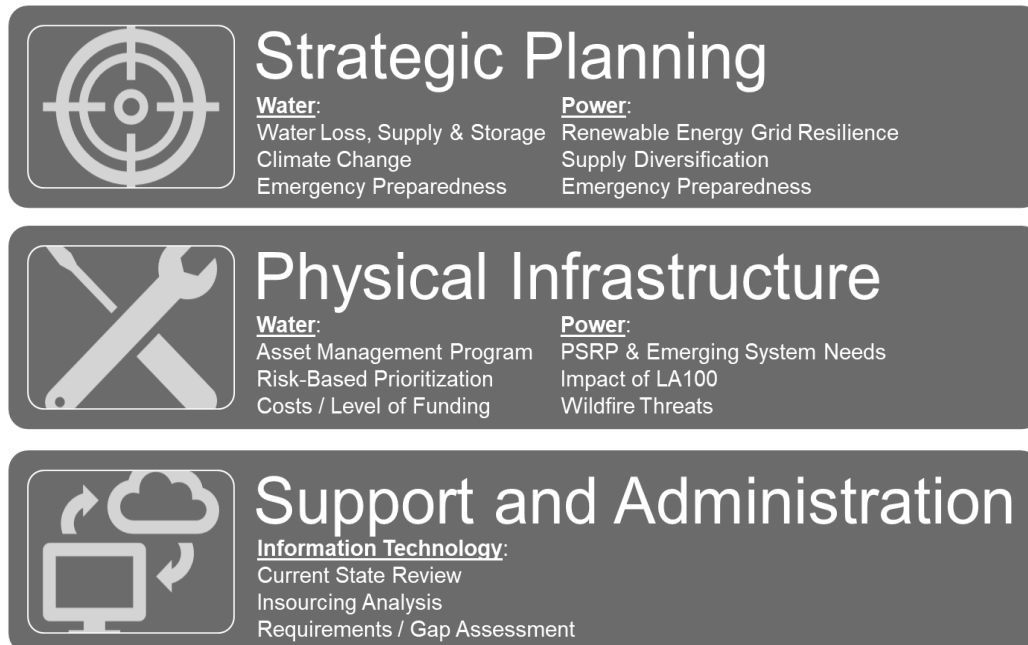 Strategic Planning
Water:
Water Loss, Supply & Storage
Climate Change
Emergency Preparedness
Power:
Renewable Energy Grid Resilience
Supply Diversification
Emergency Preparedness
Physical Infrastructure
Water:
Asset Management Program
Risk-Based Prioritization
Costs / Level of Funding
Power:
PSRP & Emerging System Needs
Impact of LA100
Wildfire Threats
Support and Administration
Information Technology:
Current State Review
Insourcing Analysis
Requirements / Gap Assessment